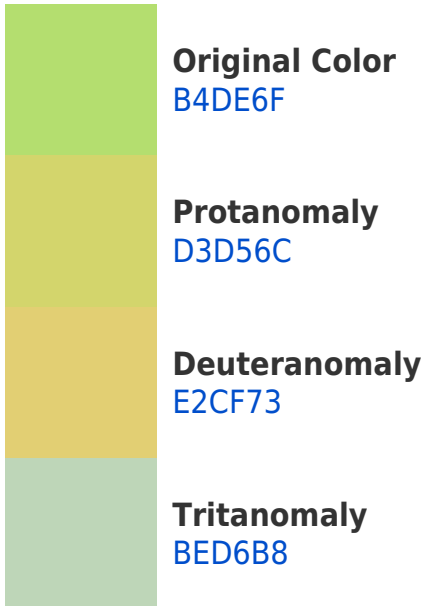 Original Color
B4DE6F
Protanomaly
D3D56C
Deuteranomaly
E2CF73
Tritanomaly
BED6B8